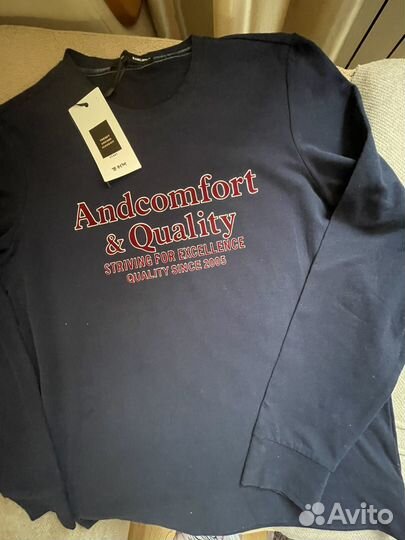 Andcomfort
& Quality
STRIVING FOR EXCELLENCE
QUALITY SINCE 2005
Avito